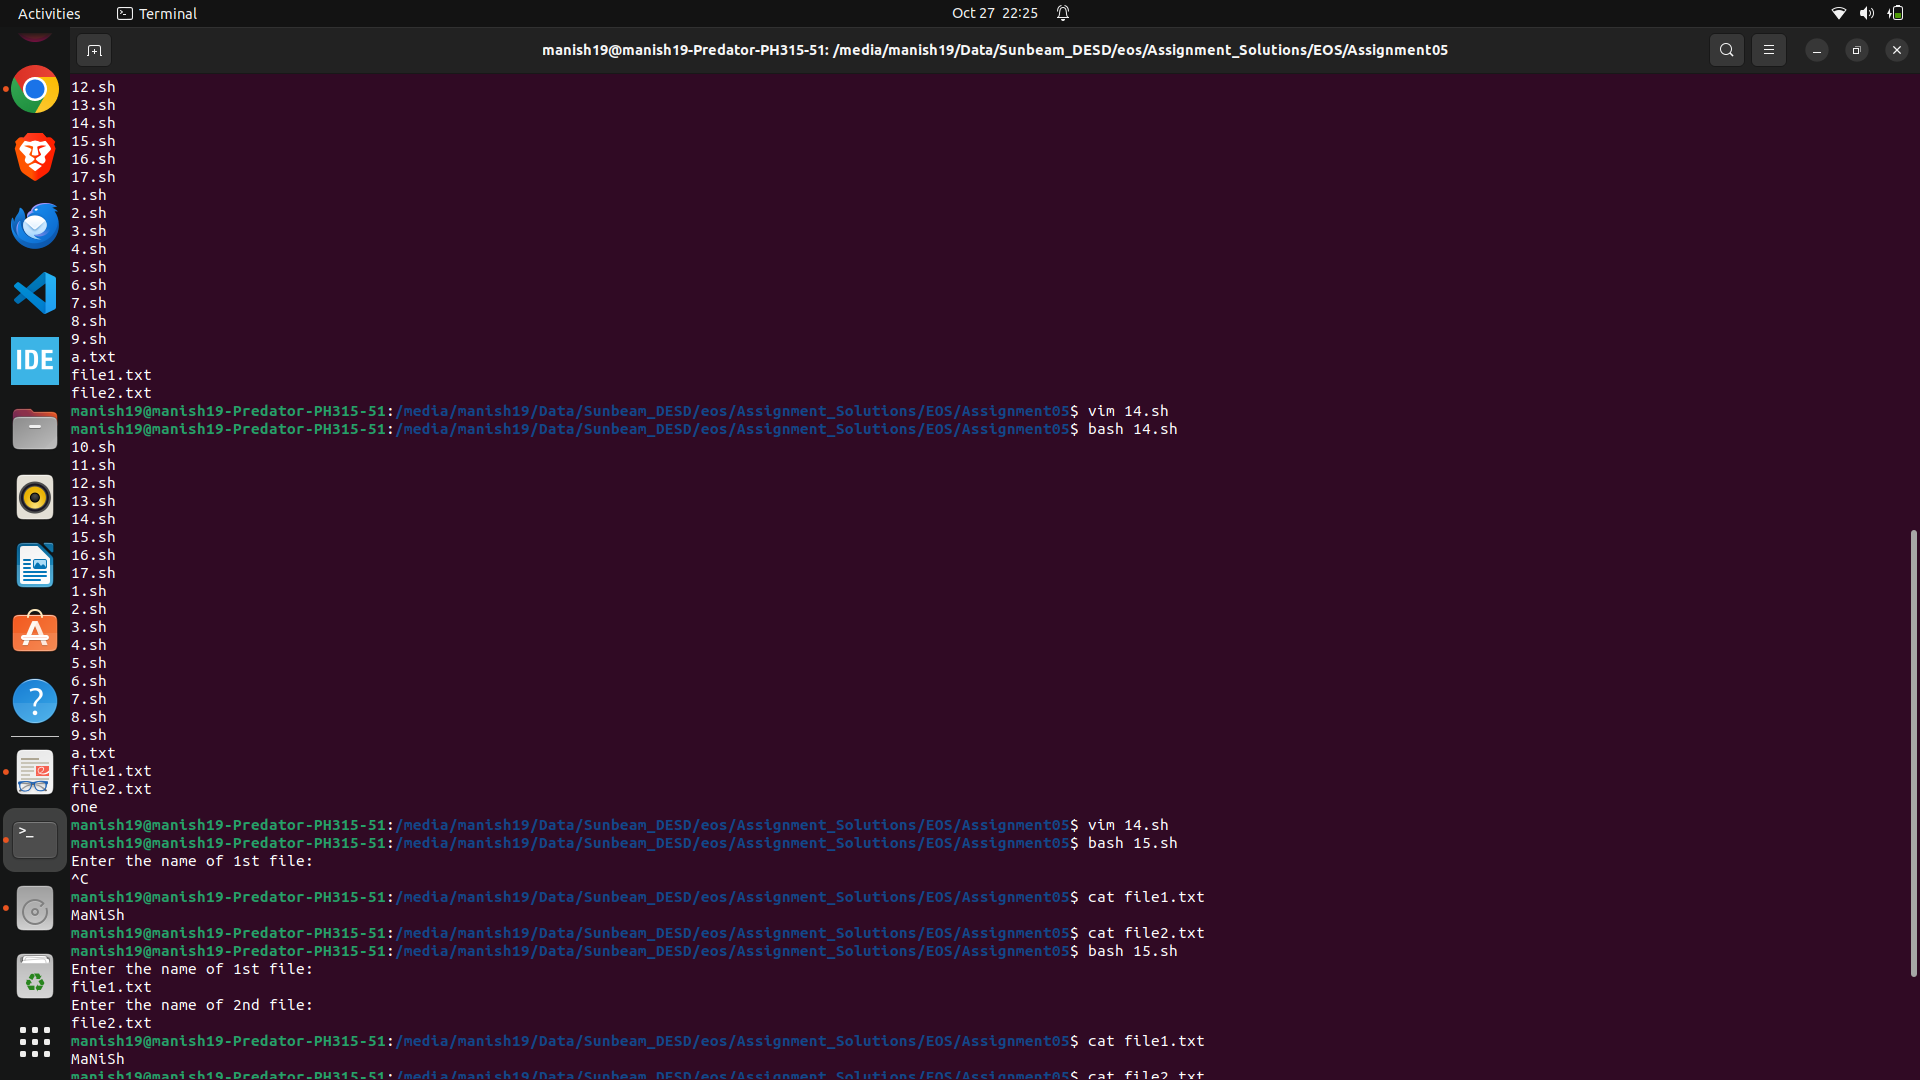 Activities
Terminal
Oct 27 22:25
manish19@manish19-Predator-PH315-51: /media/manish19/Data/Sunbeam_DESD/eos/Assignment_Solutions/EOS/Assignment05
IDE
12.sh
13.sh
14.sh
15.sh
16.sh
17.sh
1.sh
2.sh
3.sh
4.sh
5.sh
6.sh
7.sh
8.sh
9.sh
a.txt
file1.txt
file2.txt
manish19@manish19-Predator-PH315-51:/media/manish19/Data/Sunbeam_DESD/eos/Assignment_Solutions/EOS/Assignment05$ vim 14.sh
manish19@manish19-Predator-PH315-51:/media/manish19/Data/Sunbeam_DESD/eos/Assignment_Solutions/EOS/Assignment05$ bash 14.sh
10.sh
11.sh
12.sh
13.sh
14.sh
15.sh
16.sh
17.sh
1.sh
2.sh
3.sh
4.sh
5.sh
6.sh
7.sh
8.sh
9.sh
a.txt
file1.txt
file2.txt
one
manish19@manish19-Predator-PH315-51:/media/manish19/Data/Sunbeam_DESD/eos/Assignment_Solutions/EOS/Assignment05$ vim 14.sh
manish19@manish19-Predator-PH315-51:/media/manish19/Data/Sunbeam_DESD/eos/Assignment_Solutions/EOS/Assignment05$ bash 15.sh
Enter the name of 1st file:
^C
manish19@manish19-Predator-PH315-51:/media/manish19/Data/Sunbeam_DESD/eos/Assignment_Solutions/EOS/Assignment05$ cat file1.txt
MaNiSh
manish19@manish19-Predator-PH315-51:/media/manish19/Data/Sunbeam_DESD/eos/Assignment_Solutions/EOS/Assignment05$ cat file2.txt
manish19@manish19-Predator-PH315-51:/media/manish19/Data/Sunbeam_DESD/eos/Assignment_Solutions/EOS/Assignment05$ bash 15.sh
Enter the name of 1st file:
file1.txt
Enter the name of 2nd file:
file2.txt
manish19@manish19-Predator-PH315-51:/media/manish19/Data/Sunbeam_DESD/eos/Assignment_Solutions/EOS/Assignment05$ cat file1.txt
MaNiSh
manish19@manish19-Predator-PH315-51:/media/manish19/Data/Sunbeam_DESD/eos/Assignment_Solutions/EOS/Assignment05$ cat file2.txt